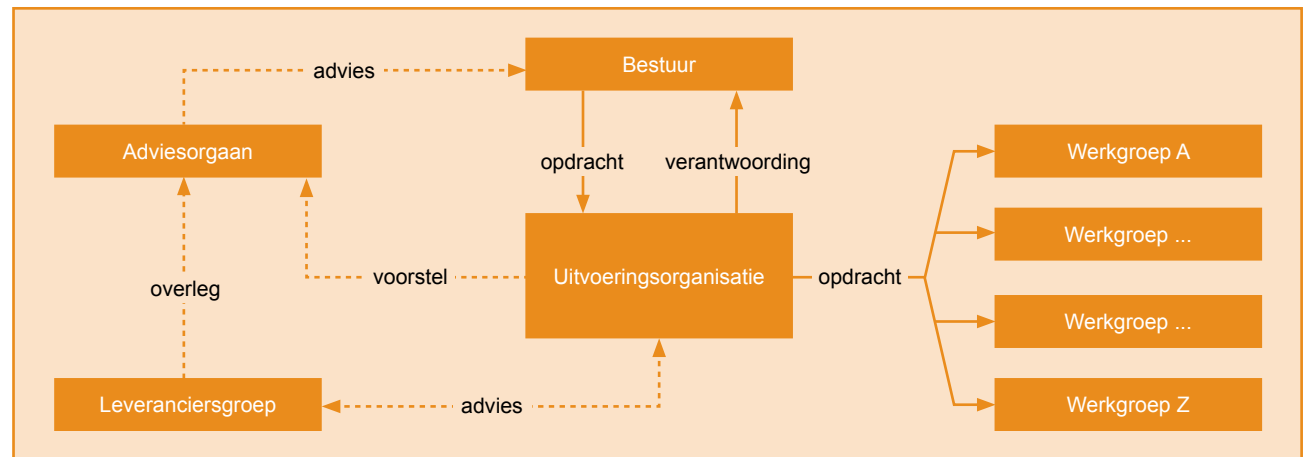 Bestuur
advies
Adviesorgaan
opdracht
verantwoording
Werkgroep A
Werkgroep ...
Uitvoeringsorganisatie
voorstel
opdracht
overleg
Werkgroep ...
Leveranciersgroep
advies
Werkgroep Z